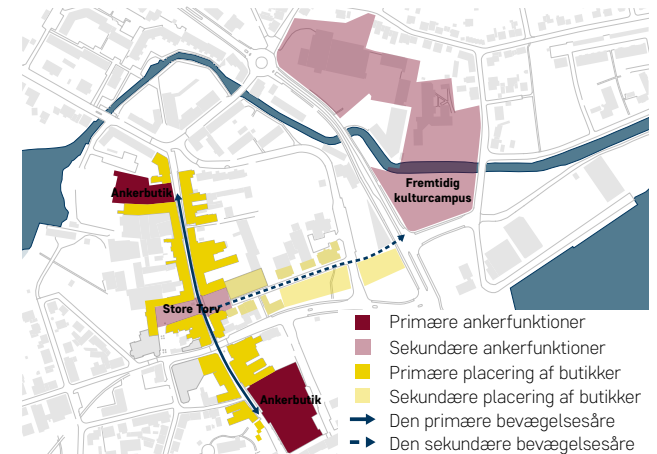 Ankerbutik
Fremtidig
kulturcampus
Store Torv
Ankerbutik
Primære ankerfunktioner
Sekundære ankerfunktioner
Primære placering af butikker
Sekundære placering af butikker
Den primære bevægelsesåre
Den sekundære bevægelsesåre